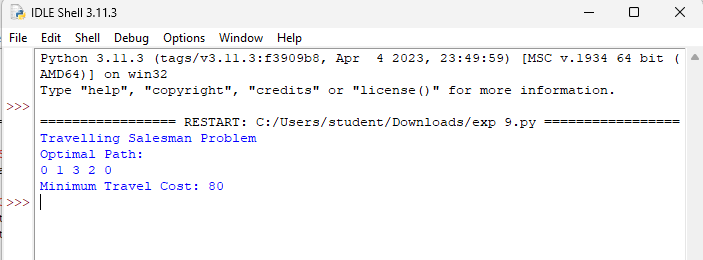 IDLE Shell 3.11.3
File Edit Shell Debug Options Window Help
Python 3.11.3 (tags/v3.11.3:f3909b8, Apr  4 2023, 23:49:59) [MSC v.1934 64 bit (
AMD64)] on win32
Type "help", "copyright", "credits" or "license()" for more information.
>>>
================= RESTART: C:/Users/student/Downloads/exp 9.py =================
Travelling Salesman Problem
Optimal Path:
0 1 3 2 0
Minimum Travel Cost: 80
>>>